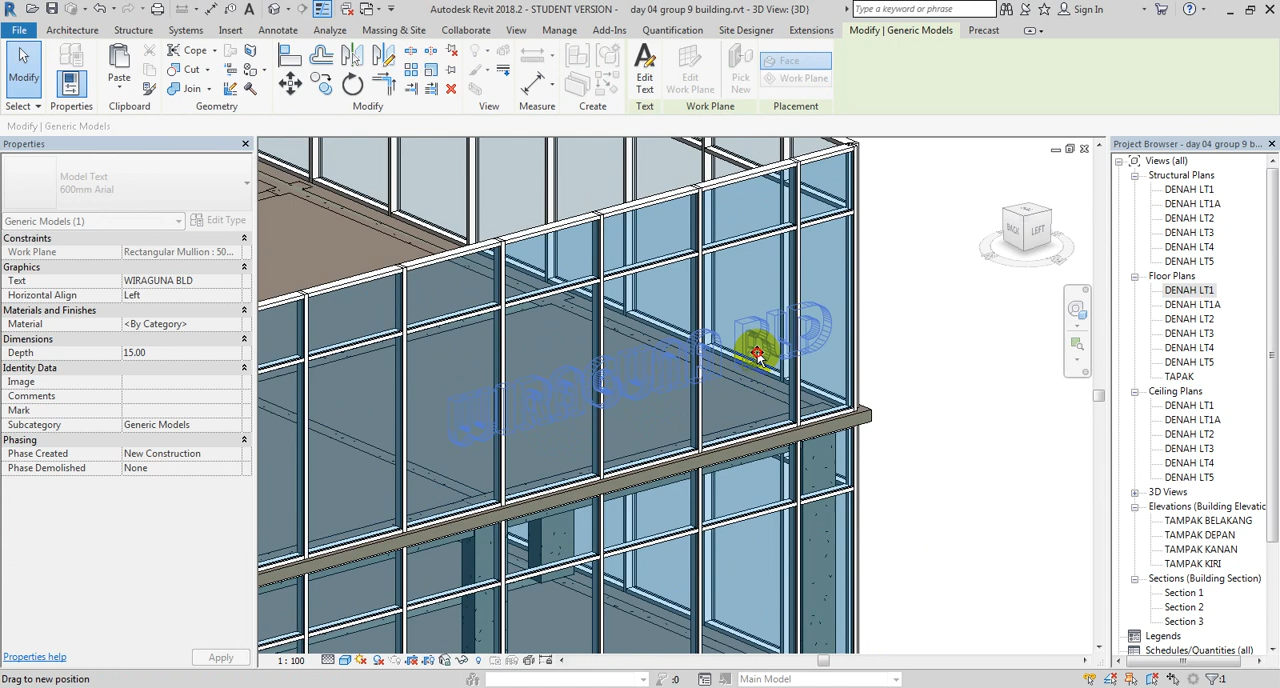 Autodesk Revit 2018.2 - STUDENT VERSION - day 04 group 9 building.rvt - 3D View: {3D}
Type a keyword or phrase
Sign In
File Architecture Structure Systems Insert Annotate Analyze Massing & Site Collaborate View Manage Add-Ins Quantification Site Designer Extensions Modify | Generic Models Precast
Modify
Paste
Cope
Cut
Join
Edit Text
Edit Work Plane
Pick New
Face
Work Plane
Select Properties Clipboard Geometry Modify View Measure Create Text Work Plane Placement
Modify | Generic Models
Properties
Model Text
600mm Arial
Generic Models (1)
Edit Type
Constraints
Work Plane Rectangular Mullion : 50...
Graphics
Text WIRAGUNA BLD
Horizontal Align Left
Materials and Finishes
Material <By Category>
Dimensions
Depth 15.00
Identity Data
Image
Comments
Mark
Subcategory Generic Models
Phasing
Phase Created New Construction
Phase Demolished None
Properties help
Apply
WIRAGUNA BLD
BACK LEFT
Project Browser - day 04 group 9 b...
Views (all)
Structural Plans
DENAH LT1
DENAH LT1A
DENAH LT2
DENAH LT3
DENAH LT4
DENAH LT5
Floor Plans
DENAH LT1
DENAH LT1A
DENAH LT2
DENAH LT3
DENAH LT4
DENAH LT5
TAPAK
Ceiling Plans
DENAH LT1
DENAH LT1A
DENAH LT2
DENAH LT3
DENAH LT4
DENAH LT5
3D Views
Elevations (Building Elevatic
TAMPAK BELAKANG
TAMPAK DEPAN
TAMPAK KANAN
TAMPAK KIRI
Sections (Building Section)
Section 1
Section 2
Section 3
Legends
Schedules/Quantities (all)
1 : 100
Drag to new position
:0
Main Model
:1